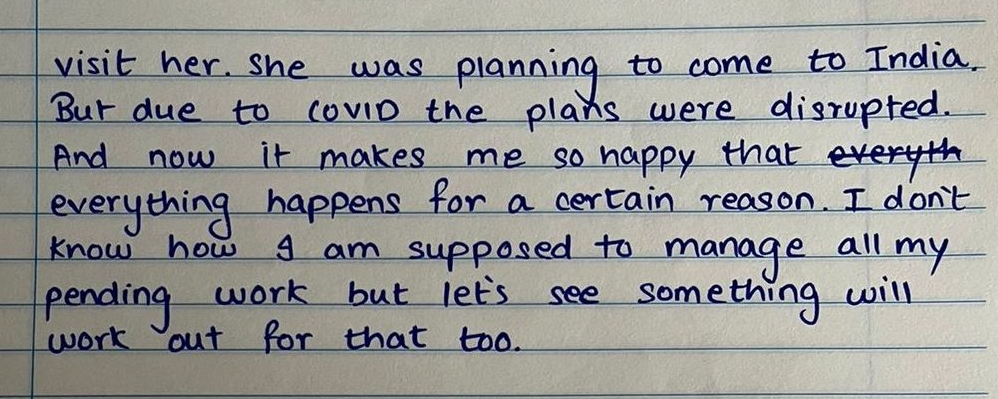 visit her. She was planning to come to India.
But due to COVID the plans were disrupted.
And now it makes me so happy that everyth
everything happens for a certain reason. I don't
know how I am supposed to manage all my
pending work but let's see something will
work out for that too.